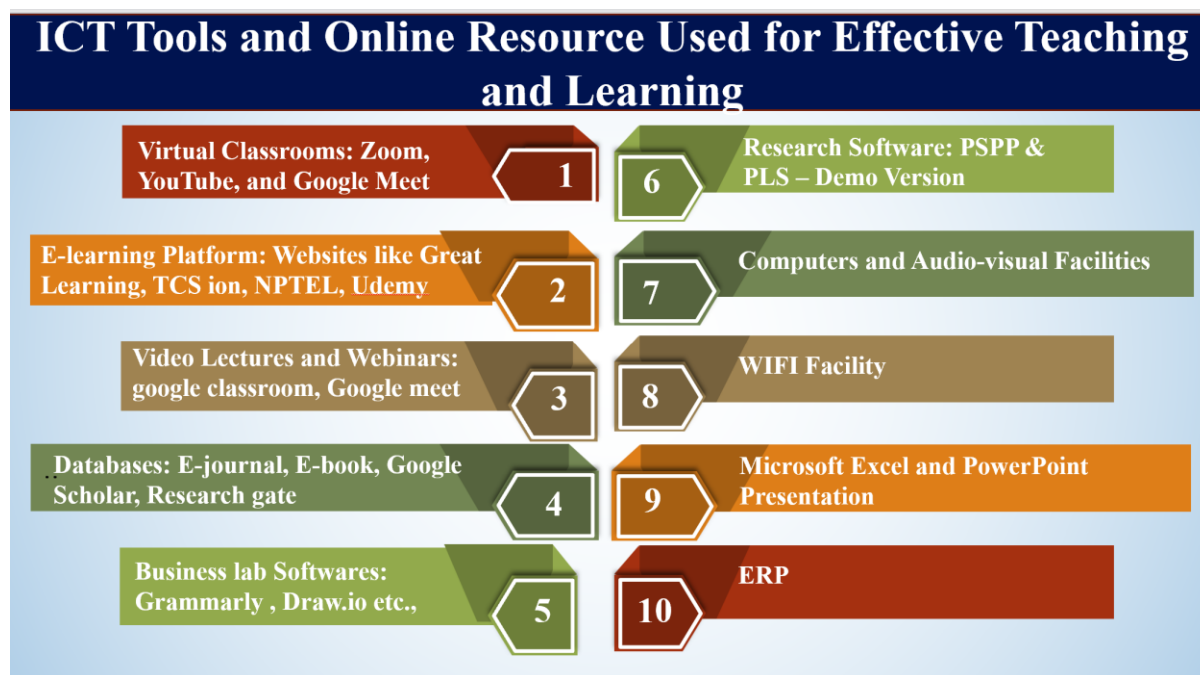 ICT Tools and Online Resource Used for Effective Teaching
and Learning
Virtual Classrooms: Zoom,
YouTube, and Google Meet
1
E-learning Platform: Websites like Great
Learning, TCS ion, NPTEL, Udemy
2
Video Lectures and Webinars:
google classroom, Google meet
3
..
Databases: E-journal, E-book, Google
Scholar, Research gate
4
Business lab Softwares:
Grammarly , Draw.io etc.,
5
6
Research Software: PSPP &
PLS – Demo Version
7
Computers and Audio-visual Facilities
8
WIFI Facility
9
Microsoft Excel and PowerPoint
Presentation
10
ERP